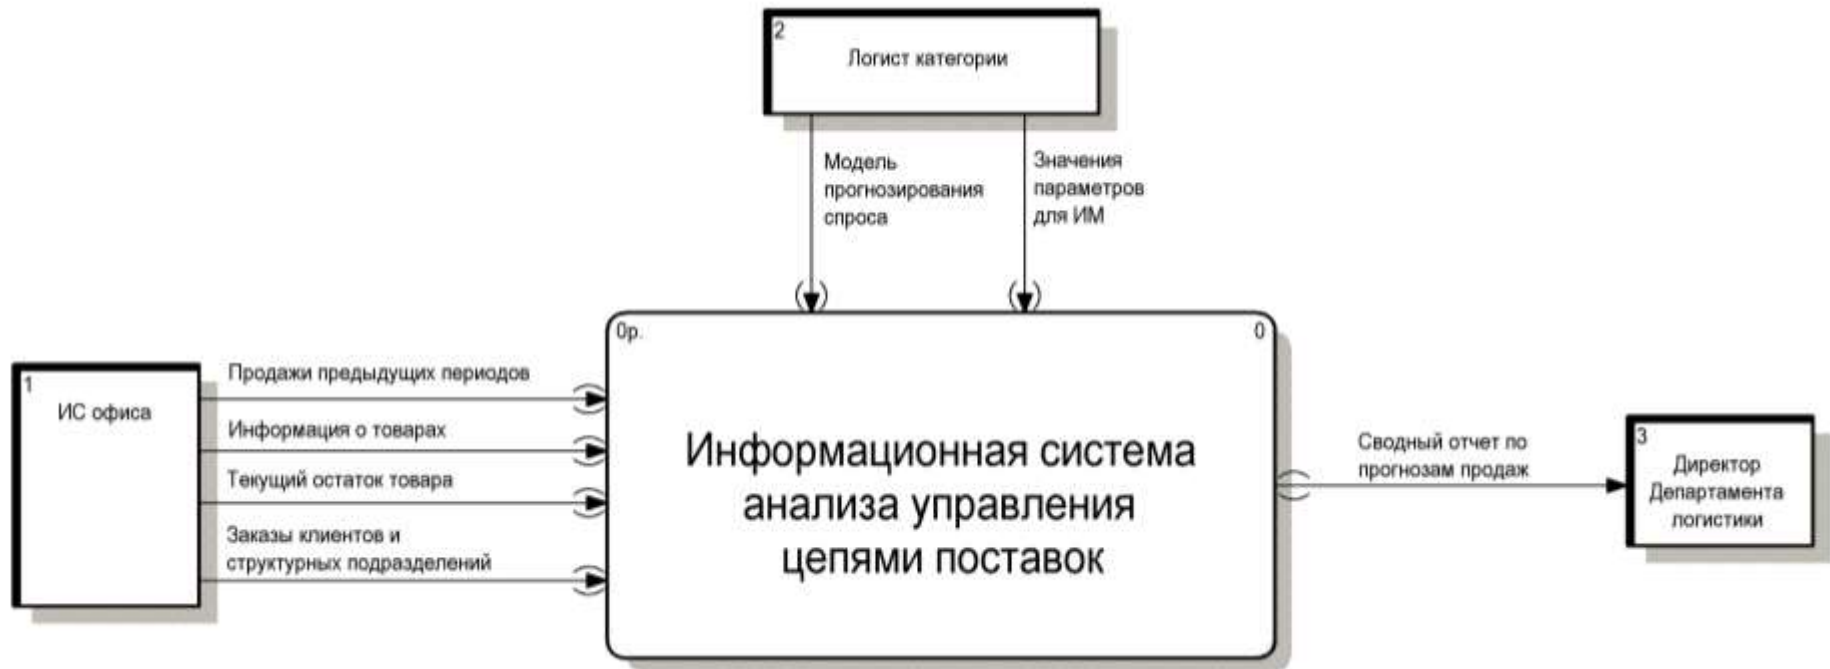 2
Логист категории
Модель
прогнозирования
спроса
Значения
параметров
для ИМ
1
ИС офиса
Продажи предыдущих периодов
Информация о товарах
Текущий остаток товара
Заказы клиентов и
структурных подразделений
0р.
0
Информационная система
анализа управления
цепями поставок
Сводный отчет по
прогнозам продаж
3
Директор
Департамента
логистики